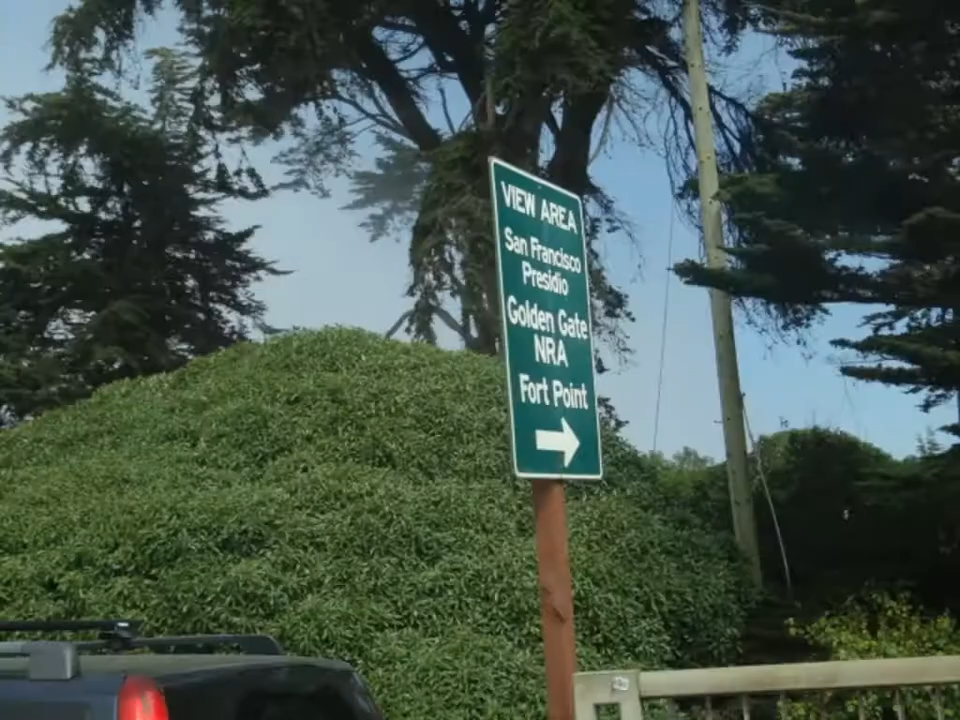 VIEW AREA
San Francisco
Presidio
Golden Gate
NRA
Fort Point